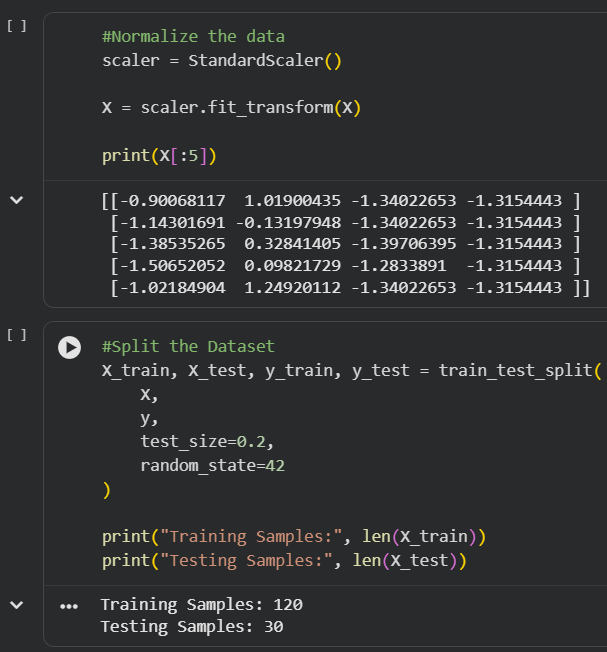 [ ]
#Normalize the data
scaler = StandardScaler()
X = scaler.fit_transform(X)
print(X[:5])
[[-0.90068117  1.01900435 -1.34022653 -1.3154443 ]
 [-1.14301691 -0.13197948 -1.34022653 -1.3154443 ]
 [-1.38535265  0.32841405 -1.39706395 -1.3154443 ]
 [-1.50652052  0.09821729 -1.2833891  -1.3154443 ]
 [-1.02184904  1.24920112 -1.34022653 -1.3154443 ]]
[ ]
#Split the Dataset
X_train, X_test, y_train, y_test = train_test_split(
    X,
    y,
    test_size=0.2,
    random_state=42
)
print("Training Samples:", len(X_train))
print("Testing Samples:", len(X_test))
Training Samples: 120
Testing Samples: 30